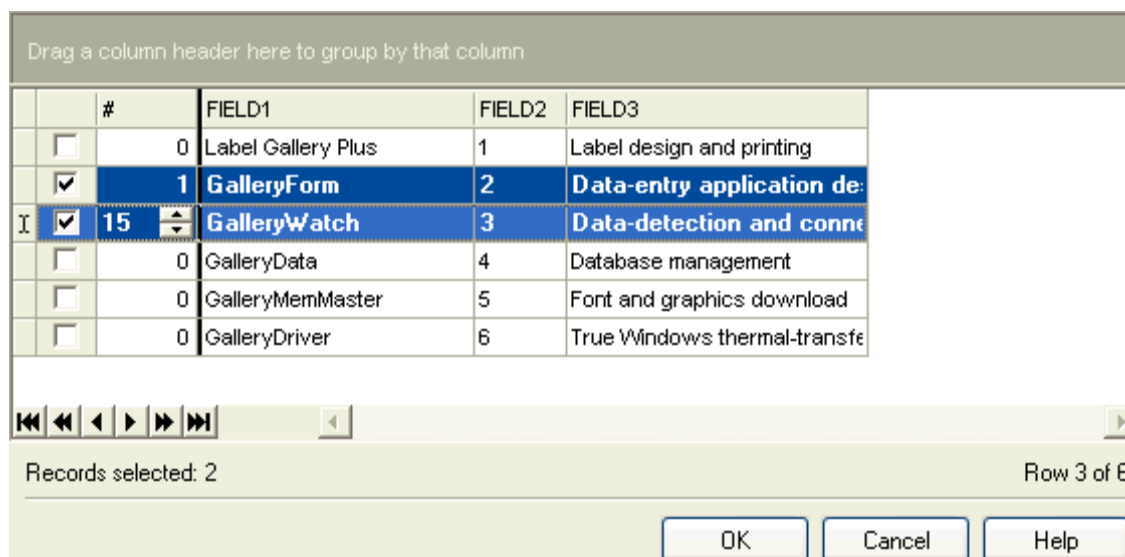 Drag a column header here to group by that column
# FIELD1 FIELD2 FIELD3
0 Label Gallery Plus 1 Label design and printing
1 GalleryForm 2 Data-entry application de
15 GalleryWatch 3 Data-detection and conne
0 GalleryData 4 Database management
0 GalleryMemMaster 5 Font and graphics download
0 GalleryDriver 6 True Windows thermal-transfe
Records selected: 2 Row 3 of 6
OK Cancel Help